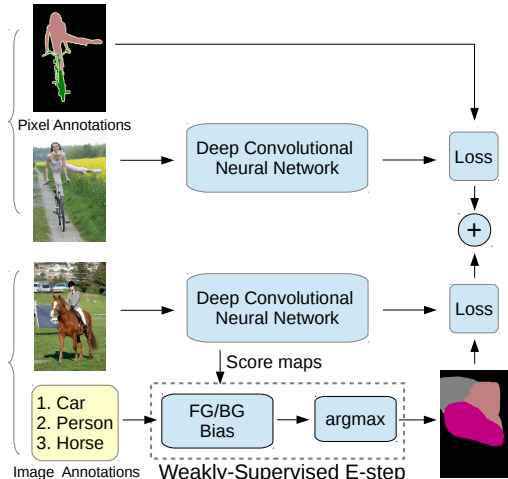 Pixel Annotations
Deep Convolutional
Neural Network
Loss
+
Deep Convolutional
Neural Network
Loss
Score maps
1. Car
2. Person
3. Horse
FG/BG
Bias
argmax
Image Annotations
Weakly-Supervised E-step